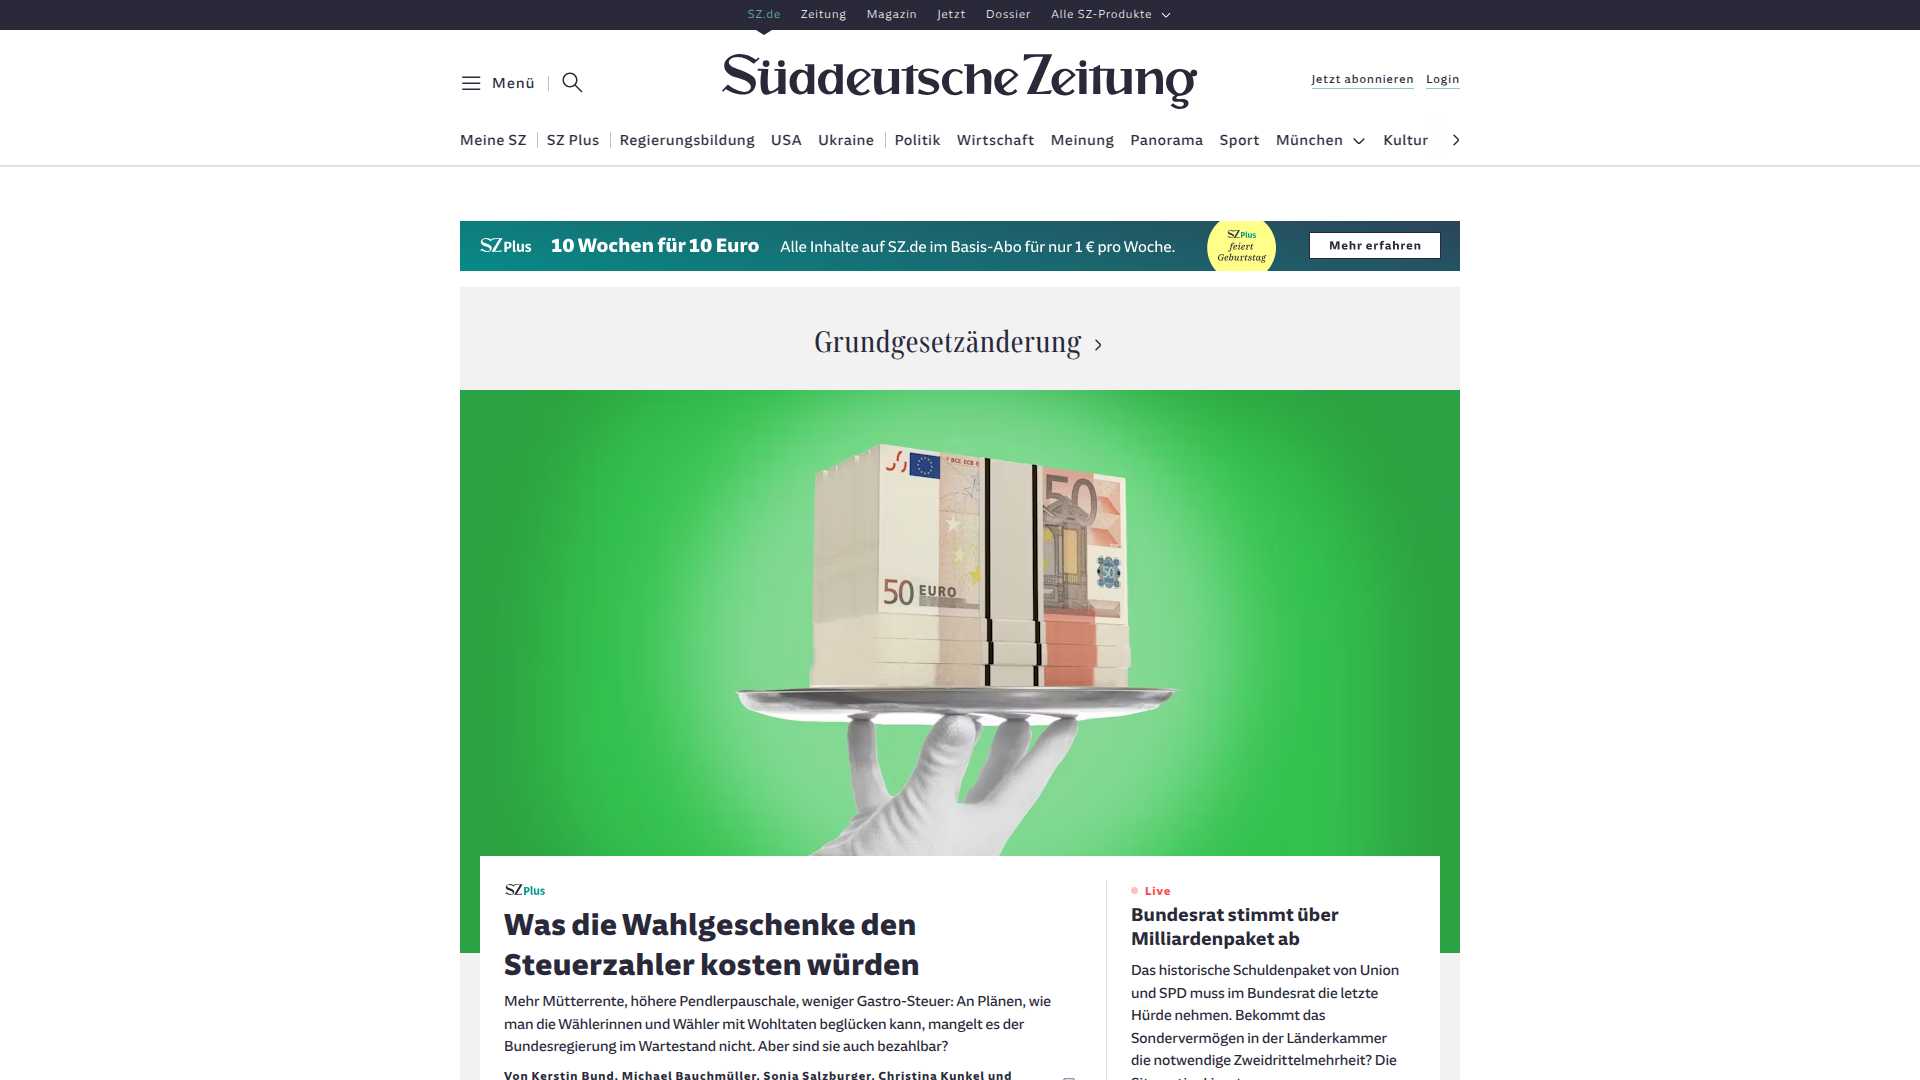 SZ.de Zeitung Magazin Jetzt Dossier Alle SZ-Produkte
Menü
Süddeutsche Zeitung
Jetzt abonnieren Login
Meine SZ SZ Plus Regierungsbildung USA Ukraine Politik Wirtschaft Meinung Panorama Sport München Kultur
SZ Plus 10 Wochen für 10 Euro Alle Inhalte auf SZ.de im Basis-Abo für nur 1 € pro Woche.
SZ Plus
feiert
Geburtstag
Mehr erfahren
Grundgesetzänderung
BCE ECB
50
50 EURO
50
SZ Plus
Was die Wahlgeschenke den
Steuerzahler kosten würden
Mehr Mütterrente, höhere Pendlerpauschale, weniger Gastro-Steuer: An Plänen, wie
man die Wählerinnen und Wähler mit Wohltaten beglücken kann, mangelt es der
Bundesregierung im Wartestand nicht. Aber sind sie auch bezahlbar?
Von Kerstin Bund, Michael Bauchmüller, Sonja Salzburger, Christina Kunkel und
Live
Bundesrat stimmt über
Milliardenpaket ab
Das historische Schuldenpaket von Union
und SPD muss im Bundesrat die letzte
Hürde nehmen. Bekommt das
Sondervermögen in der Länderkammer
die notwendige Zweidrittelmehrheit? Die